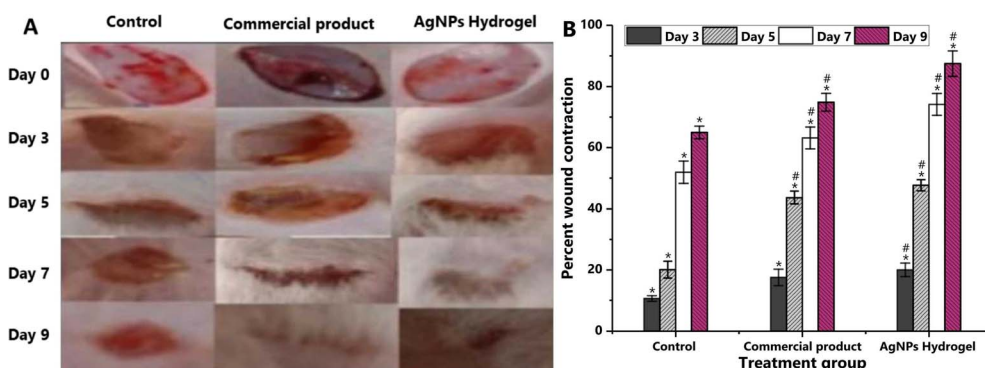 A
Control
Commercial product
AgNPs Hydrogel
Day 0
Day 3
Day 5
Day 7
Day 9
B
Percent wound contraction
100
80
60
40
20
0
Day 3
Day 5
Day 7
Day 9
*
*
*
*
*
#
*
#
*
#
*
#
*
#
*
#
*
#
*
Control
Commercial product
AgNPs Hydrogel
Treatment group